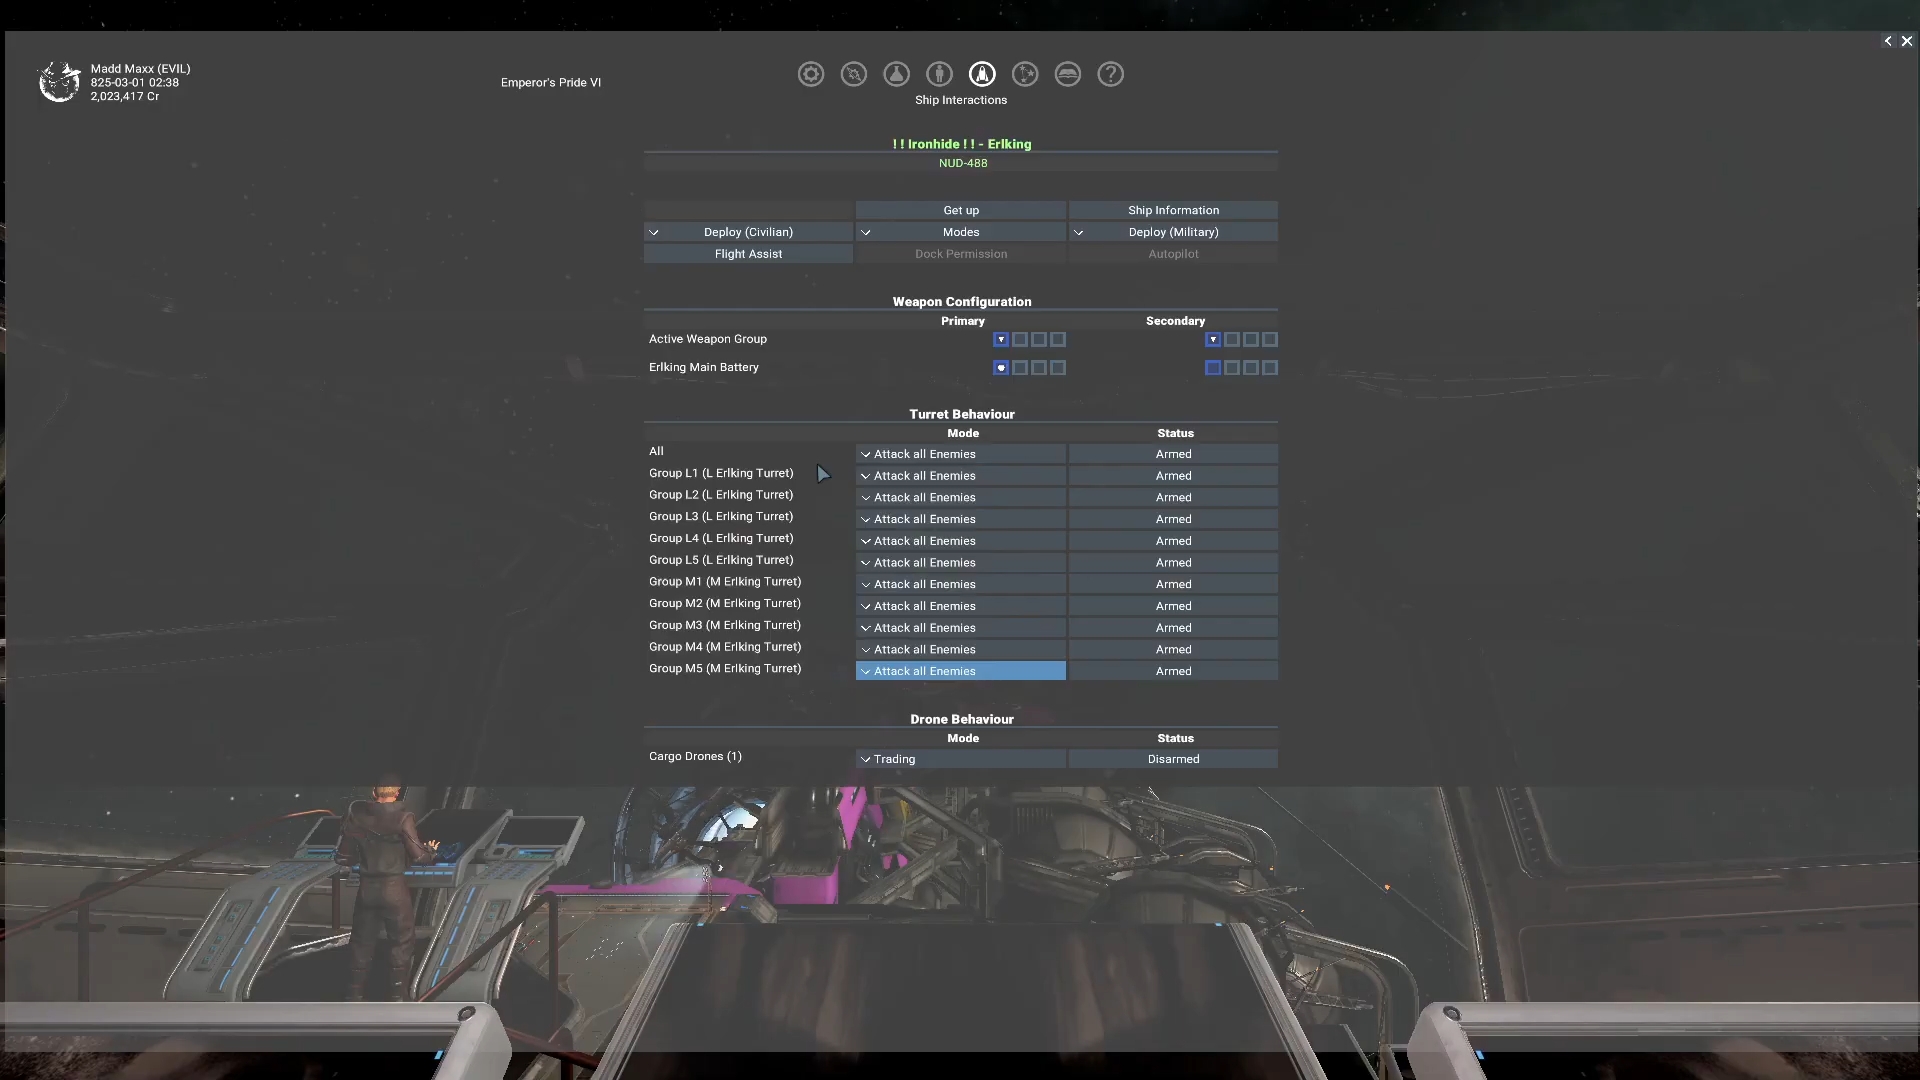 Madd Maxx (EVIL)
825-03-01 02:38
2,023,417 Cr
Emperor's Pride VI
Ship Interactions
! ! Ironhide ! ! - Erlking
NUD-488
Get up
Ship Information
Deploy (Civilian)
Modes
Deploy (Military)
Flight Assist
Dock Permission
Autopilot
Weapon Configuration
Primary
Secondary
Active Weapon Group
Erlking Main Battery
Turret Behaviour
Mode
Status
All
Attack all Enemies
Armed
Group L1 (L Erlking Turret)
Attack all Enemies
Armed
Group L2 (L Erlking Turret)
Attack all Enemies
Armed
Group L3 (L Erlking Turret)
Attack all Enemies
Armed
Group L4 (L Erlking Turret)
Attack all Enemies
Armed
Group L5 (L Erlking Turret)
Attack all Enemies
Armed
Group M1 (M Erlking Turret)
Attack all Enemies
Armed
Group M2 (M Erlking Turret)
Attack all Enemies
Armed
Group M3 (M Erlking Turret)
Attack all Enemies
Armed
Group M4 (M Erlking Turret)
Attack all Enemies
Armed
Group M5 (M Erlking Turret)
Attack all Enemies
Armed
Drone Behaviour
Mode
Status
Cargo Drones (1)
Trading
Disarmed